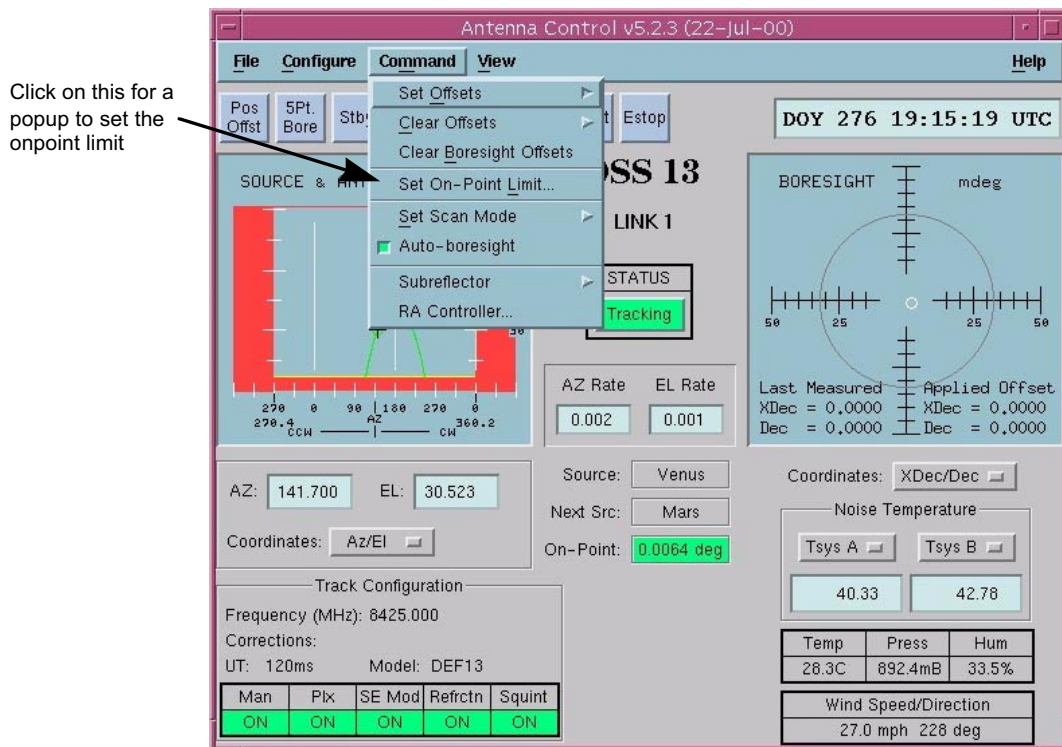 Antenna Control v5.2.3 (22-Jul-00)
File Configure Command View Help
Click on this for a
popup to set the
onpoint limit
Pos
Offst
5Pt.
Bore
Estop
DOY 276 19:15:19 UTC
Set Offsets
Clear Offsets
Clear Boresight Offsets
Set On-Point Limit...
Set Scan Mode
Auto-boresight
Subreflector
RA Controller...
SOURCE &
SS 13
LINK 1
STATUS
Tracking
270 0 90 180 270 0
270.4 AZ 360.2
CCW CW
AZ Rate EL Rate
0.002 0.001
BORESIGHT mdeg
50 25 25 50
Last Measured Applied Offset
XDec = 0.0000 XDec = 0.0000
Dec = 0.0000 Dec = 0.0000
AZ: 141.700 EL: 30.523
Coordinates: Az/El
Source: Venus
Next Src: Mars
On-Point: 0.0064 deg
Coordinates: XDec/Dec
Noise Temperature
Tsys A Tsys B
40.33 42.78
Track Configuration
Frequency (MHz): 8425.000
Corrections:
UT: 120ms Model: DEF13
Man Plx SE Mod Refrctn Squint
ON ON ON ON ON
Temp Press Hum
28.3C 892.4mB 33.5%
Wind Speed/Direction
27.0 mph 228 deg